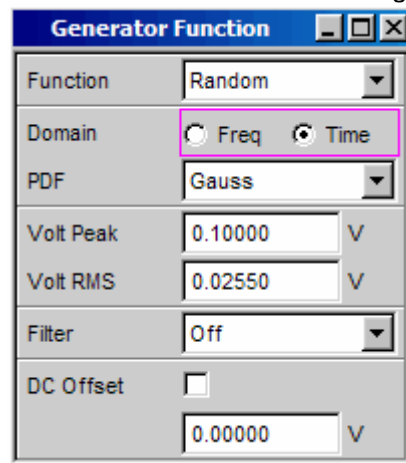 Generator Function
Function Random
Domain Freq Time
PDF Gauss
Volt Peak 0.10000 V
Volt RMS 0.02550 V
Filter Off
DC Offset
0.00000 V